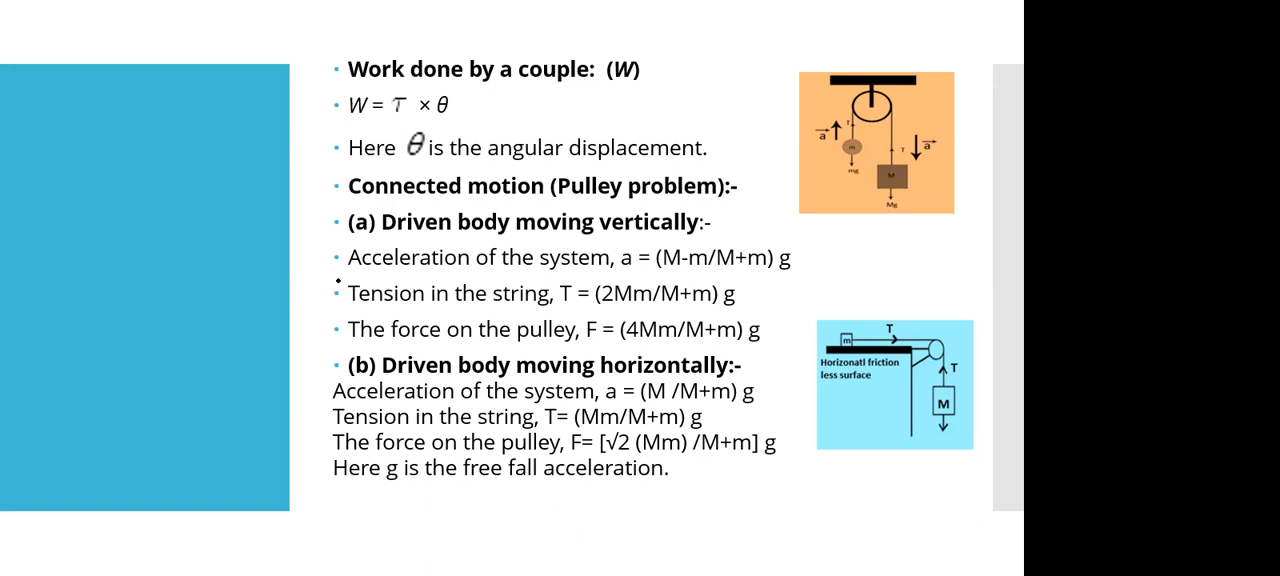 • Work done by a couple:  (W)
• W = τ × θ
• Here θ is the angular displacement.
• Connected motion (Pulley problem):-
• (a) Driven body moving vertically:-
• Acceleration of the system, a = (M-m/M+m) g
• Tension in the string, T = (2Mm/M+m) g
• The force on the pulley, F = (4Mm/M+m) g
• (b) Driven body moving horizontally:-
Acceleration of the system, a = (M /M+m) g
Tension in the string, T= (Mm/M+m) g
The force on the pulley, F= [√2 (Mm) /M+m] g
Here g is the free fall acceleration.
a
T
m
mg
T
a
M
Mg
T
m
Horizonatl friction
less surface
T
M